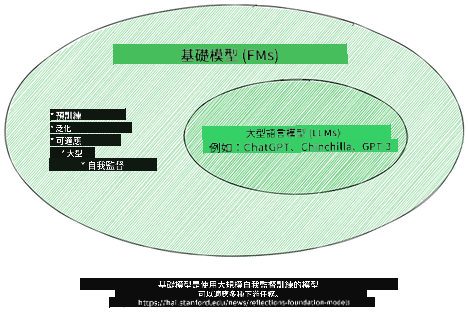 基礎模型 (FMs)
* 預訓練
* 泛化
* 可適應
* 大型
* 自我監督
大型語言模型 (LLMs)
例如：ChatGPT、Chinchilla、GPT-3
基礎模型是使用大規模自我監督訓練的模型
可以適應多種下游任務。
https://hai.stanford.edu/news/reflections-foundation-models